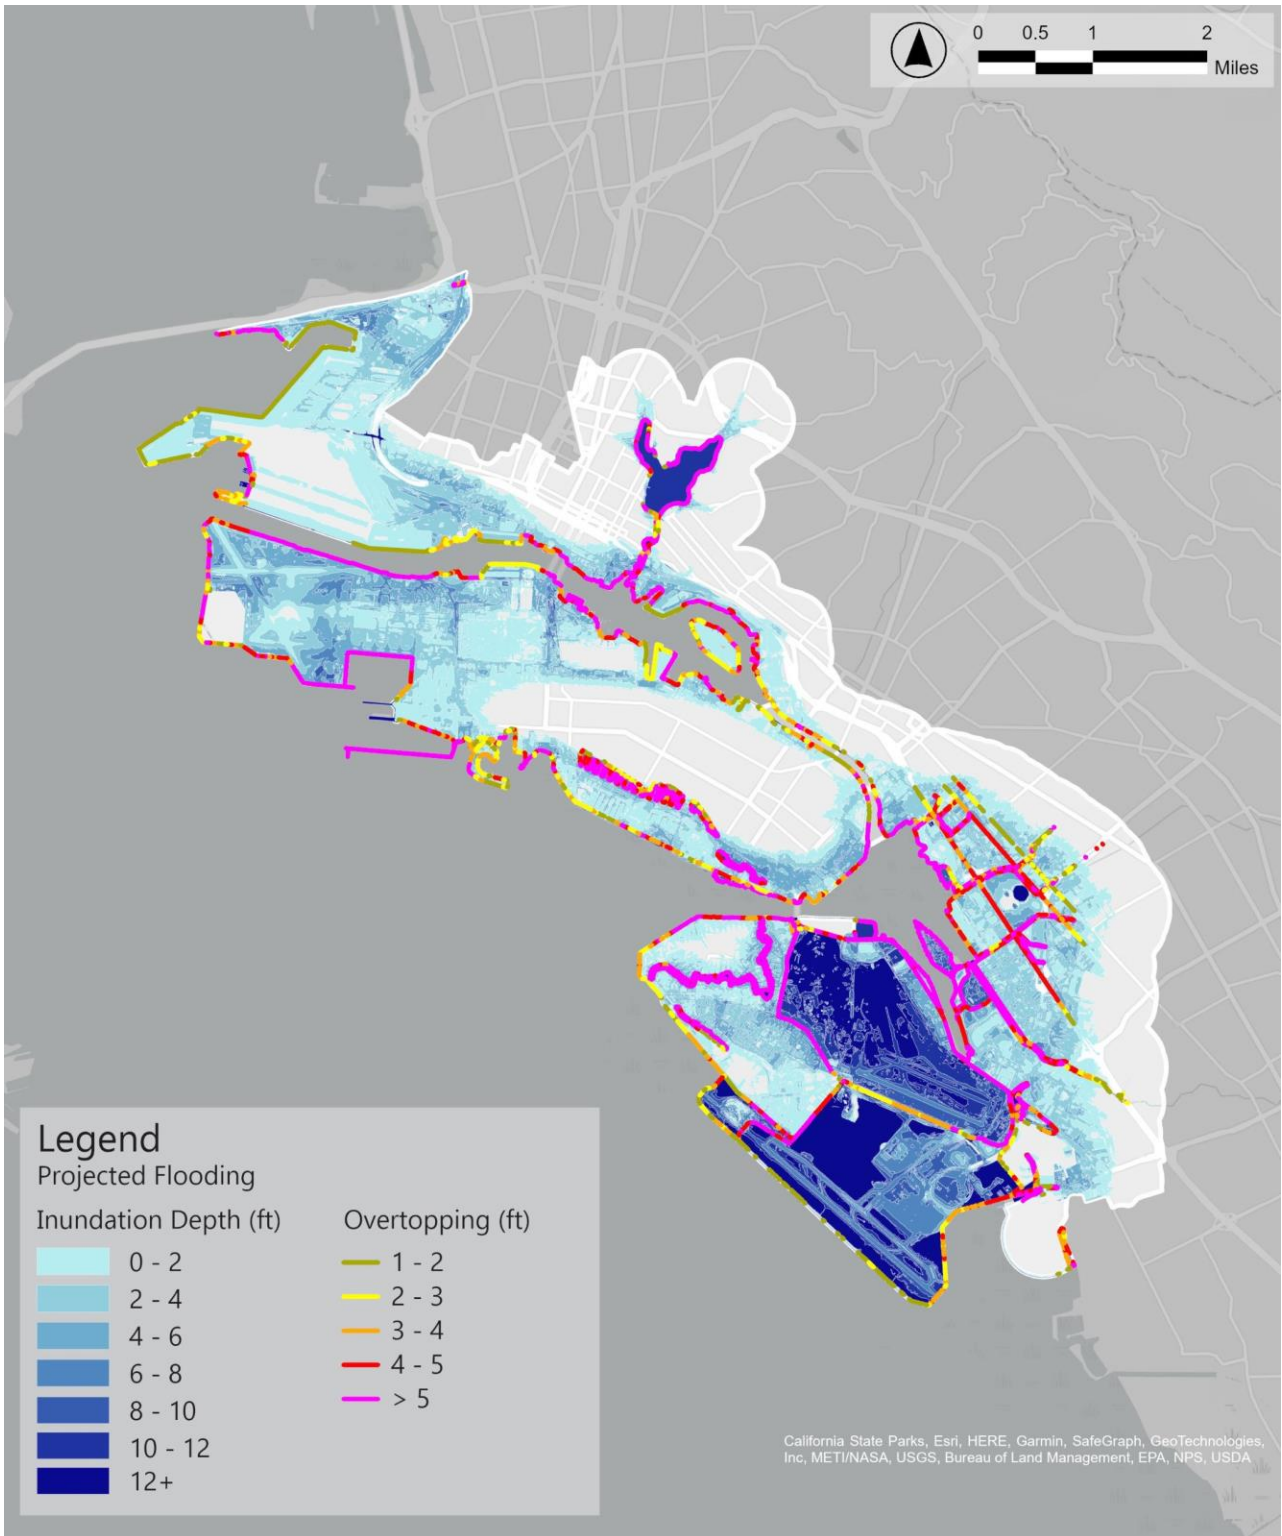 0 0.5 1 2
Miles
Legend
Projected Flooding
Inundation Depth (ft)
0 - 2
2 - 4
4 - 6
6 - 8
8 - 10
10 - 12
12+
Overtopping (ft)
1 - 2
2 - 3
3 - 4
4 - 5
> 5
California State Parks, Esri, HERE, Garmin, SafeGraph, GeoTechnologies,
Inc, METI/NASA, USGS, Bureau of Land Management, EPA, NPS, USDA